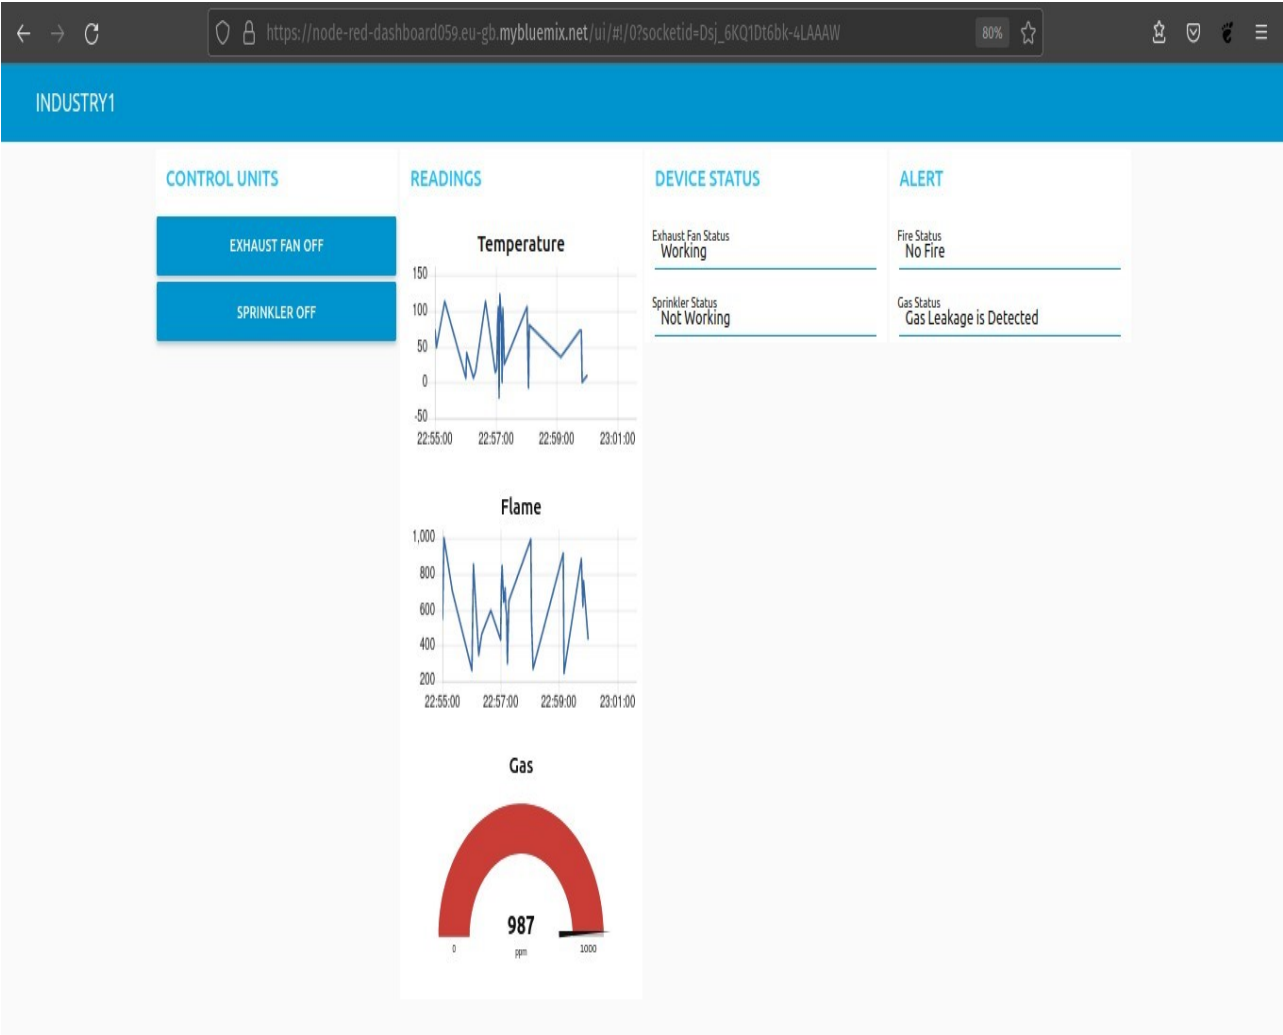 https://node-red-dashboard059.eu-gb.mybluemix.net/ui/#!/0?socketid=Dsj_6KQ1Dt6bk-4LAAAW
80%
INDUSTRY1
CONTROL UNITS
EXHAUST FAN OFF
SPRINKLER OFF
READINGS
Temperature
150
100
50
0
-50
22:55:00 22:57:00 22:59:00 23:01:00
Flame
1,000
800
600
400
200
22:55:00 22:57:00 22:59:00 23:01:00
Gas
987
ppm
0 1000
DEVICE STATUS
Exhaust Fan Status
Working
Sprinkler Status
Not Working
ALERT
Fire Status
No Fire
Gas Status
Gas Leakage is Detected